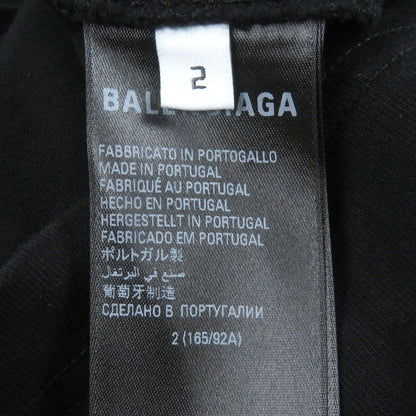 2
BALENCIAGA
FABBRICATO IN PORTOGALLO
MADE IN PORTUGAL
FABRIQUÉ AU PORTUGAL
HECHO EN PORTUGAL
HERGESTELLT IN PORTUGAL
FABRICADO EM PORTUGAL
ポルトガル製
صنع في البرتغال
葡萄牙制造
СДЕЛАНО В ПОРТУГАЛИИ
2 (165/92A)